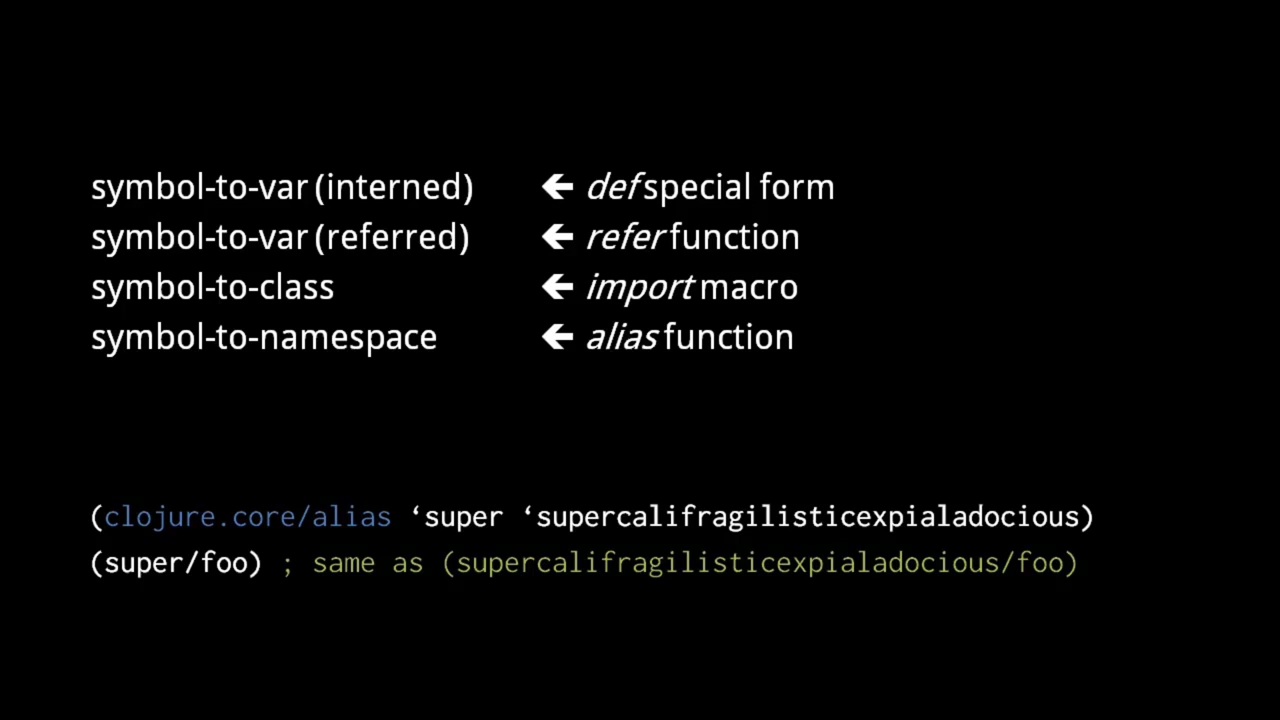 symbol-to-var (interned) 🡸 def special form
symbol-to-var (referred) 🡸 refer function
symbol-to-class 🡸 import macro
symbol-to-namespace 🡸 alias function
(clojure.core/alias ‘super ‘supercalifragilisticexpialadocious)
(super/foo) ; same as (supercalifragilisticexpialadocious/foo)